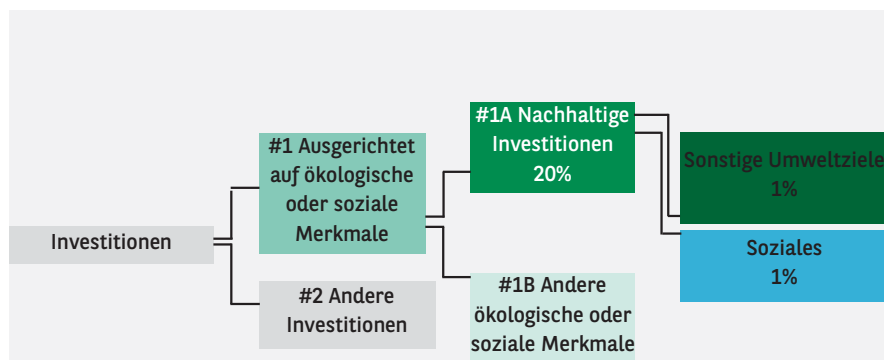 Investitionen
#1 Ausgerichtet
auf ökologische
oder soziale
Merkmale
#2 Andere
Investitionen
#1A Nachhaltige
Investitionen
20%
#1B Andere
ökologische oder
soziale Merkmale
Sonstige Umweltziele
1%
Soziales
1%